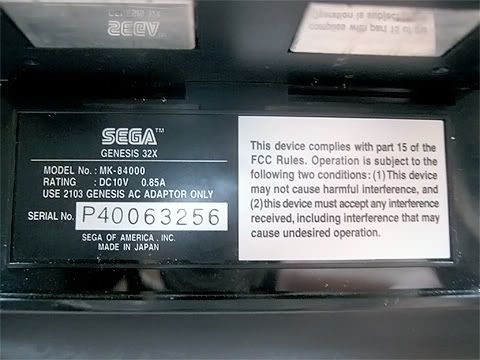 SEGA™
GENESIS 32X
MODEL No. : MK-84000
RATING : DC10V 0.85A
USE 2103 GENESIS AC ADAPTOR ONLY
SERIAL No. P40063256
SEGA OF AMERICA . INC.
MADE IN JAPAN
This device complies with part 15 of the
FCC Rules. Operation is subject to the
following two conditions: (1) This device
may not cause harmful interference, and
(2) this device must accept any interference
received, including interference that may
cause undesired operation.